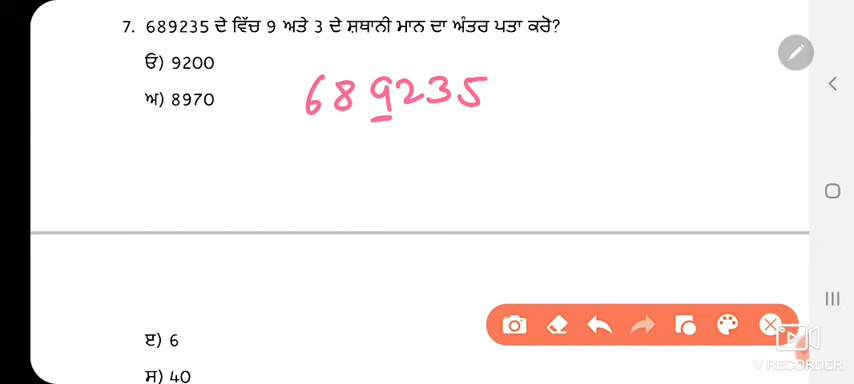 7. 689235 ਦੇ ਵਿੱਚ 9 ਅਤੇ 3 ਦੇ ਸ਼ਥਾਨੀ ਮਾਨ ਦਾ ਅੰਤਰ ਪਤਾ ਕਰੋ?
ਓ) 9200
ਅ) 8970
689235
ੲ) 6
ਸ) 40
V RECORDER